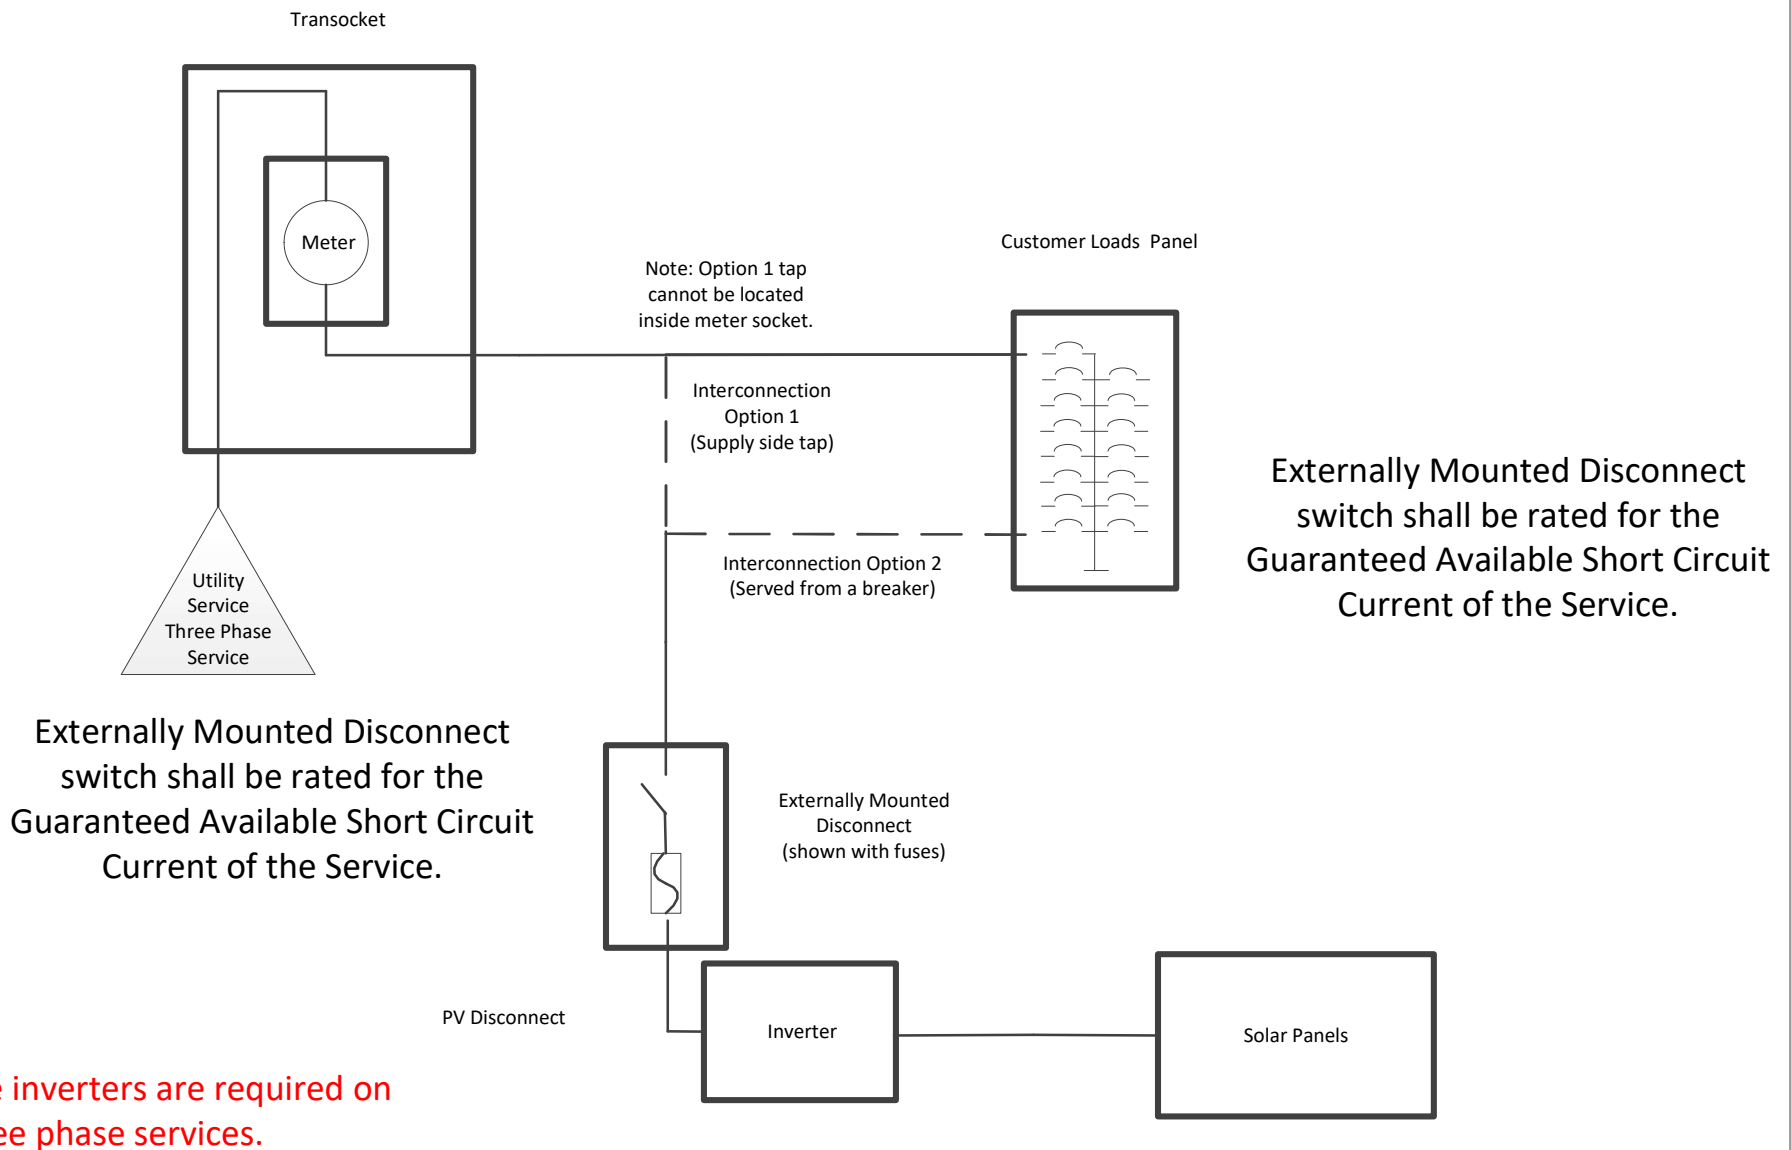 Transocket
Meter
Note: Option 1 tap
cannot be located
inside meter socket.
Customer Loads  Panel
Interconnection
Option 1
(Supply side tap)
Interconnection Option 2
(Served from a breaker)
Externally Mounted Disconnect
switch shall be rated for the
Guaranteed Available Short Circuit
Current of the Service.
Utility
Service
Three Phase
Service
Externally Mounted Disconnect
switch shall be rated for the
Guaranteed Available Short Circuit
Current of the Service.
Externally Mounted
Disconnect
(shown with fuses)
PV Disconnect
Inverter
Solar Panels
inverters are required on
phase services.